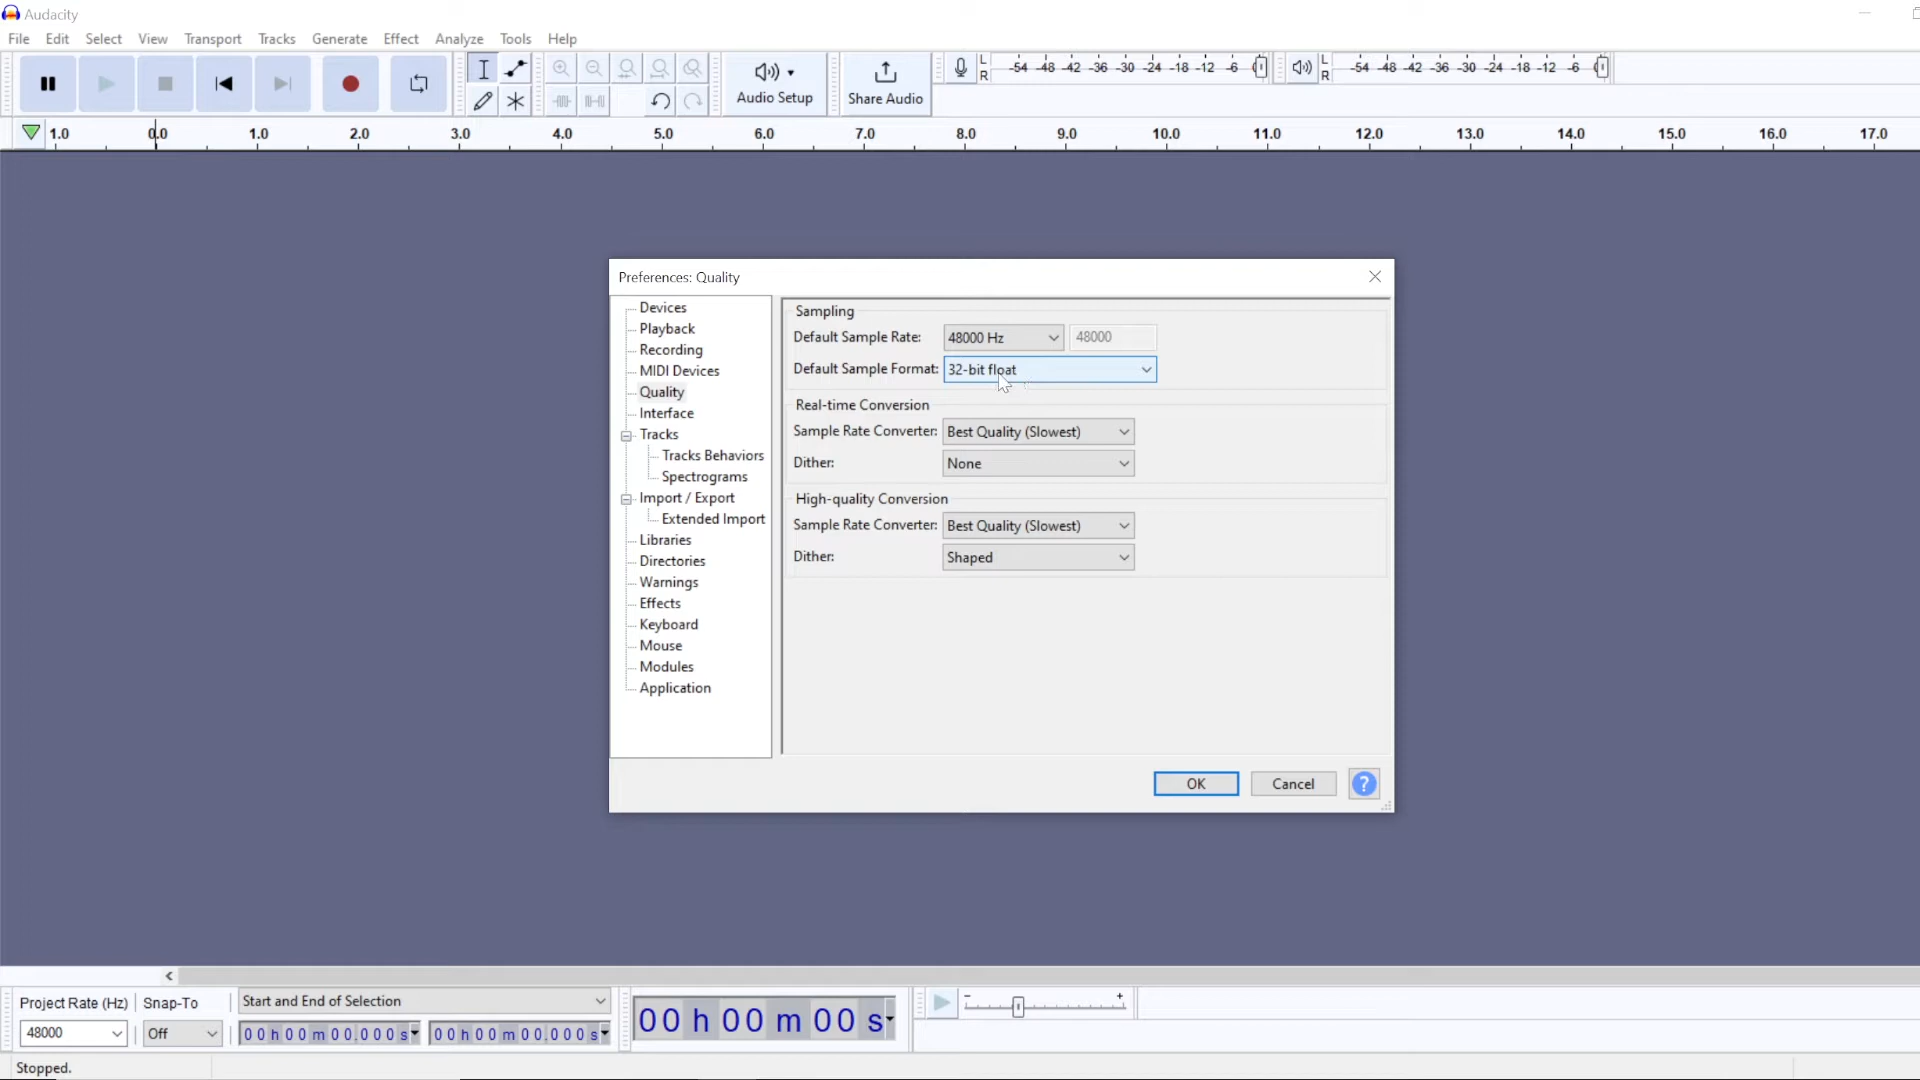 Audacity
File Edit Select View Transport Tracks Generate Effect Analyze Tools Help
Audio Setup
Share Audio
L
R
-54 -48 -42 -36 -30 -24 -18 -12 -6
L
R
-54 -48 -42 -36 -30 -24 -18 -12 -6
1.0 0.0 1.0 2.0 3.0 4.0 5.0 6.0 7.0 8.0 9.0 10.0 11.0 12.0 13.0 14.0 15.0 16.0 17.0
Preferences: Quality
Devices
Playback
Recording
MIDI Devices
Quality
Interface
Tracks
Tracks Behaviors
Spectrograms
Import / Export
Extended Import
Libraries
Directories
Warnings
Effects
Keyboard
Mouse
Modules
Application
Sampling
Default Sample Rate: 48000 Hz 48000
Default Sample Format: 32-bit float
Real-time Conversion
Sample Rate Converter: Best Quality (Slowest)
Dither: None
High-quality Conversion
Sample Rate Converter: Best Quality (Slowest)
Dither: Shaped
OK Cancel ?
Project Rate (Hz) Snap-To Start and End of Selection
48000 Off 00 h 00 m 00.000 s 00 h 00 m 00.000 s
00 h 00 m 00 s
- +
Stopped.